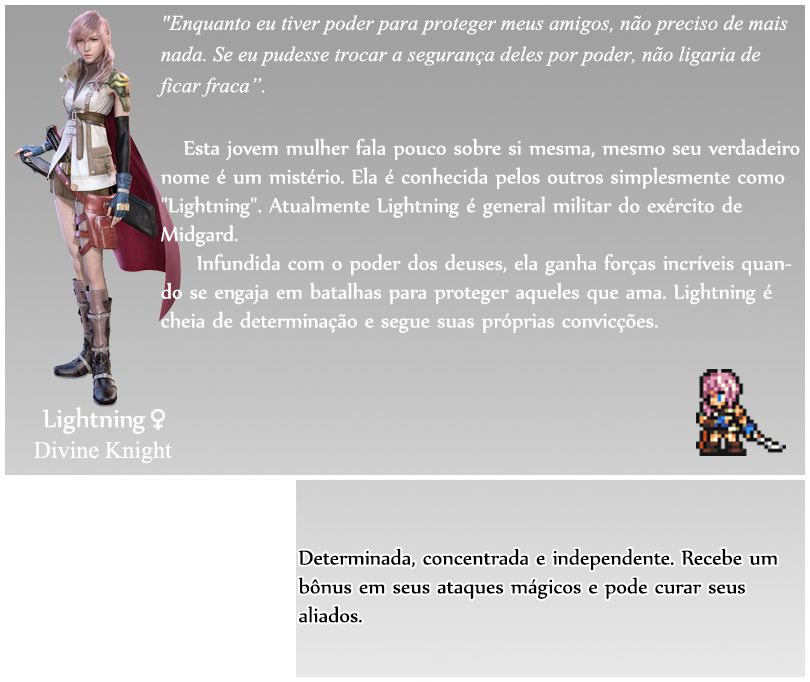 "Enquanto eu tiver poder para proteger meus amigos, não preciso de mais
nada. Se eu pudesse trocar a segurança deles por poder, não ligaria de
ficar fraca”.
Esta jovem mulher fala pouco sobre si mesma, mesmo seu verdadeiro
nome é um mistério. Ela é conhecida pelos outros simplesmente como
"Lightning". Atualmente Lightning é general militar do exército de
Midgard.
Infundida com o poder dos deuses, ela ganha forças incríveis quan-
do se engaja em batalhas para proteger aqueles que ama. Lightning é
cheia de determinação e segue suas próprias convicções.
Lightning♀
Divine Knight
Determinada, concentrada e independente. Recebe um
bônus em seus ataques mágicos e pode curar seus
aliados.